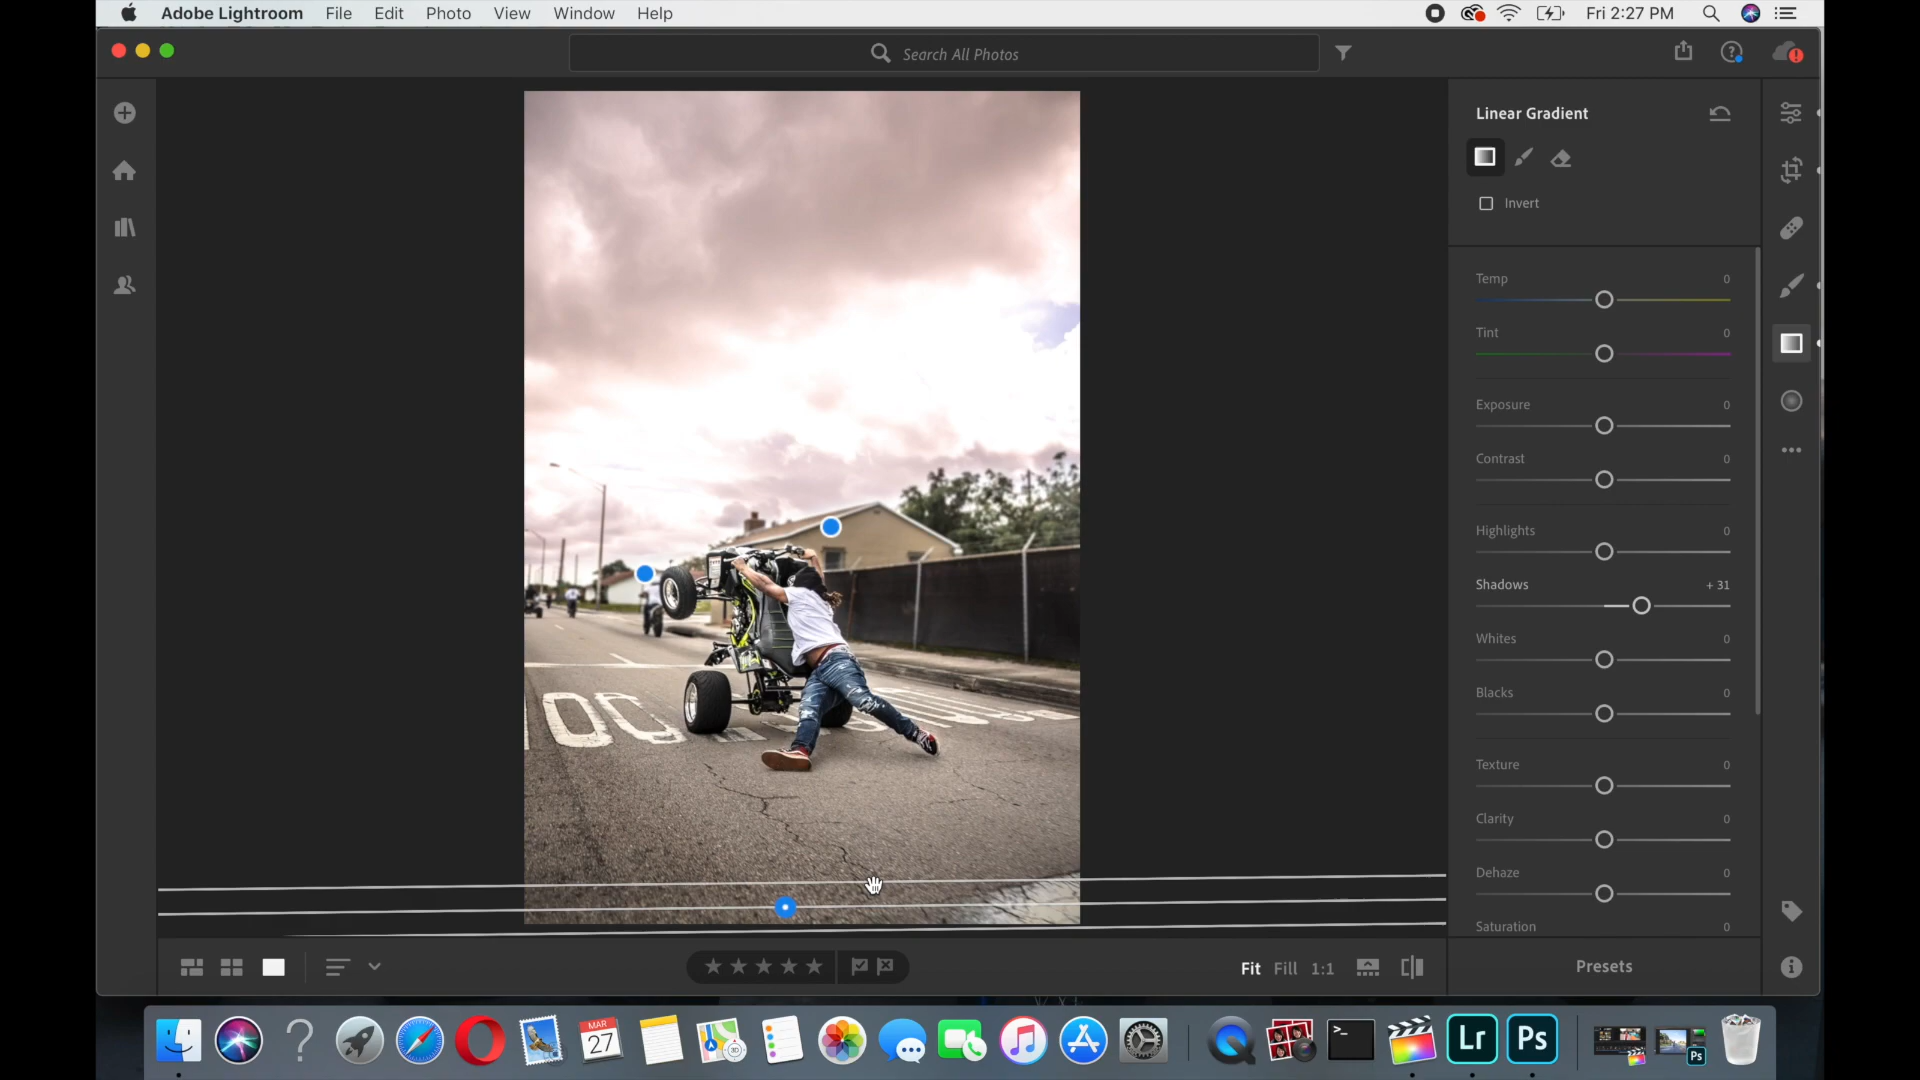 Adobe Lightroom File Edit Photo View Window Help Fri 2:27 PM
Search All Photos
Linear Gradient
Invert
Temp 0
Tint 0
Exposure 0
Contrast 0
Highlights 0
Shadows + 31
Whites 0
Blacks 0
Texture 0
Clarity 0
Dehaze 0
Saturation 0
Fit Fill 1:1
Presets
MAR
27
3D
>_
Lr
Ps
Ps